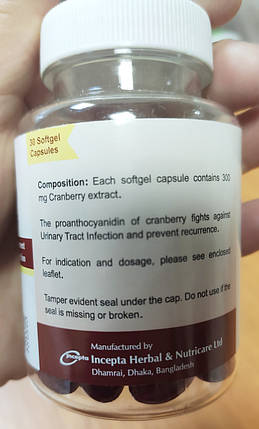 30 Softgel
Capsules
Composition: Each softgel capsule contains 300
mg Cranberry extract.
The proanthocyanidin of cranberry fights against
Urinary Tract Infection and prevent recurrence.
For indication and dosage, please see enclosed
leaflet.
Tamper evident seal under the cap. Do not use if the
seal is missing or broken.
Manufactured by
incepta Incepta Herbal & Nutricare Ltd
Dhamrai, Dhaka, Bangladesh